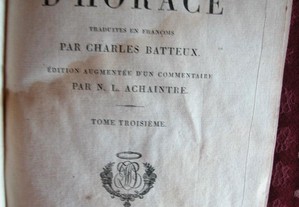 D'HORACE
TRADUITES EN FRANÇOIS
PAR CHARLES BATTEUX.
ÉDITION AUGMENTÉE D'UN COMMENTAIRE
PAR N. L. ACHAINTRE.
TOME TROISIÈME.